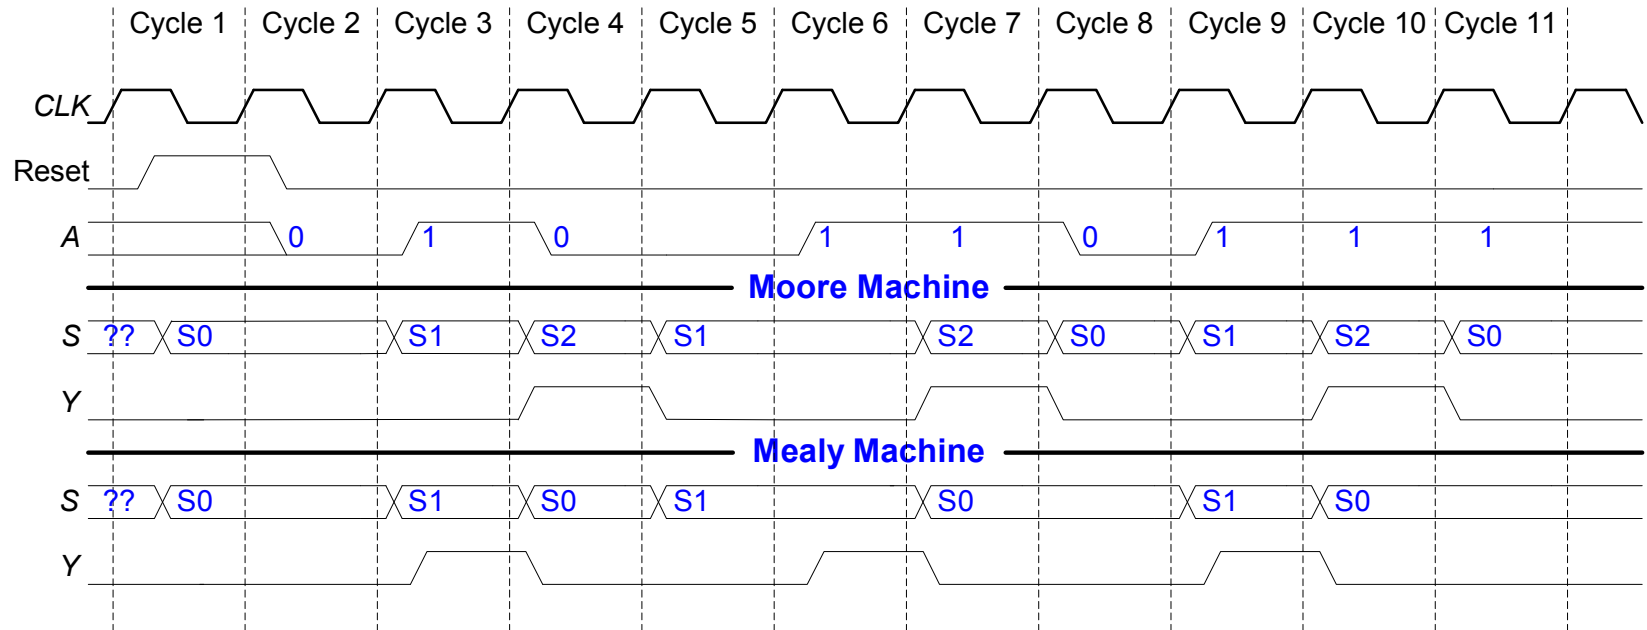 Cycle 1 Cycle 2 Cycle 3 Cycle 4 Cycle 5 Cycle 6 Cycle 7 Cycle 8 Cycle 9 Cycle 10 Cycle 11
CLK
Reset
A 0 1 0 1 1 0 1 1 1
Moore Machine
S ?? S0 S1 S2 S1 S2 S0 S1 S2 S0
Y
Mealy Machine
S ?? S0 S1 S0 S1 S0 S1 S0
Y